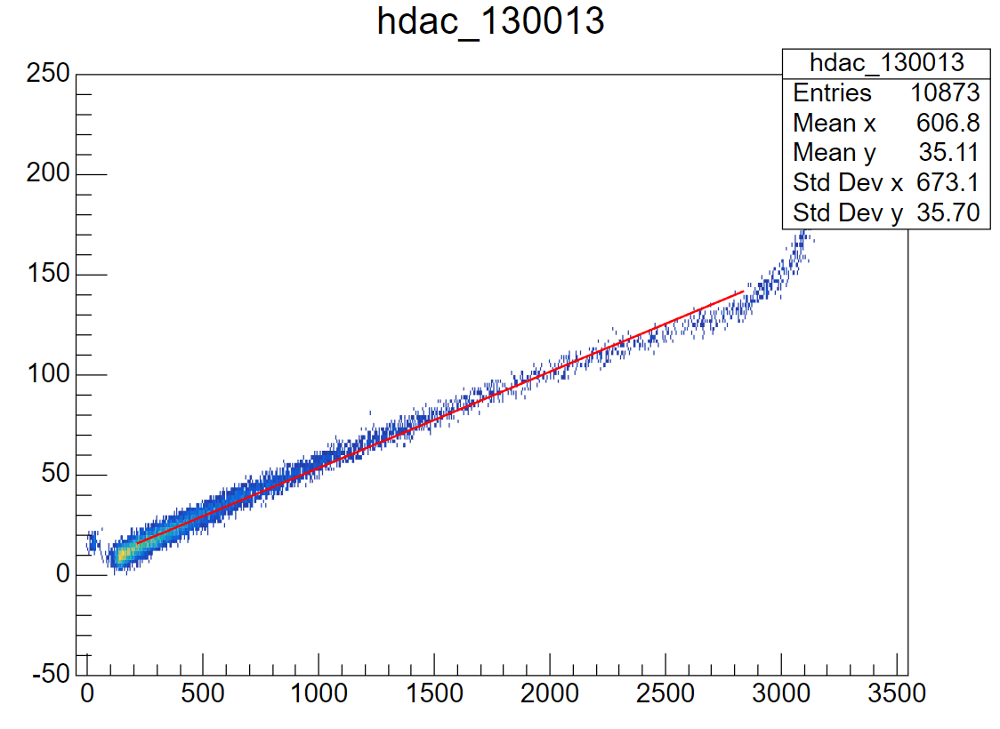 hdac_130013
hdac_130013
Entries 10873
Mean x 606.8
Mean y 35.11
Std Dev x 673.1
Std Dev y 35.70
250
200
150
100
50
0
-50
0 500 1000 1500 2000 2500 3000 3500